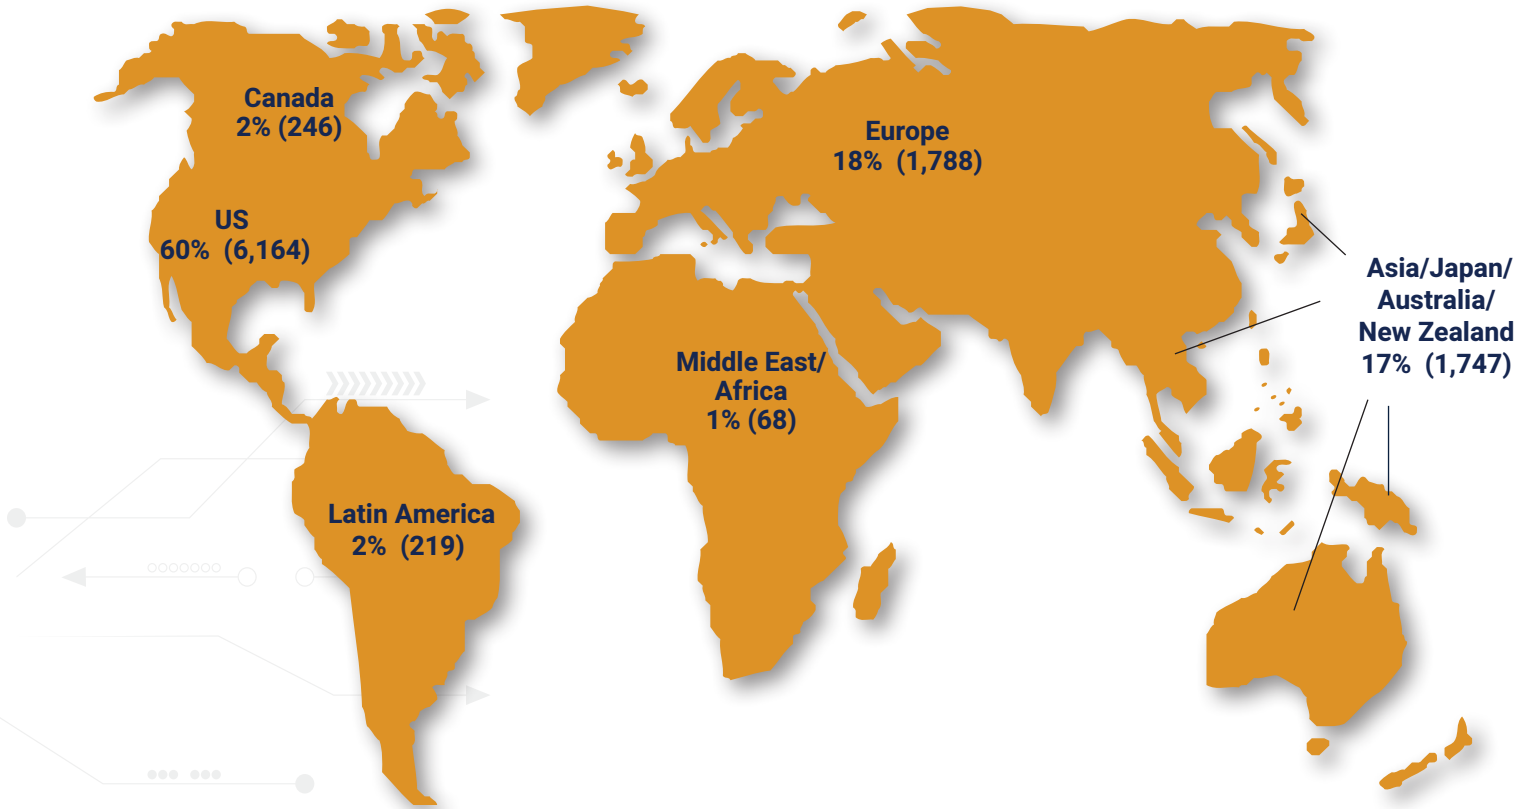 Canada
2% (246)
US
60% (6,164)
Europe
18% (1,788)
Asia/Japan/
Australia/
New Zealand
17% (1,747)
Middle East/
Africa
1% (68)
Latin America
2% (219)